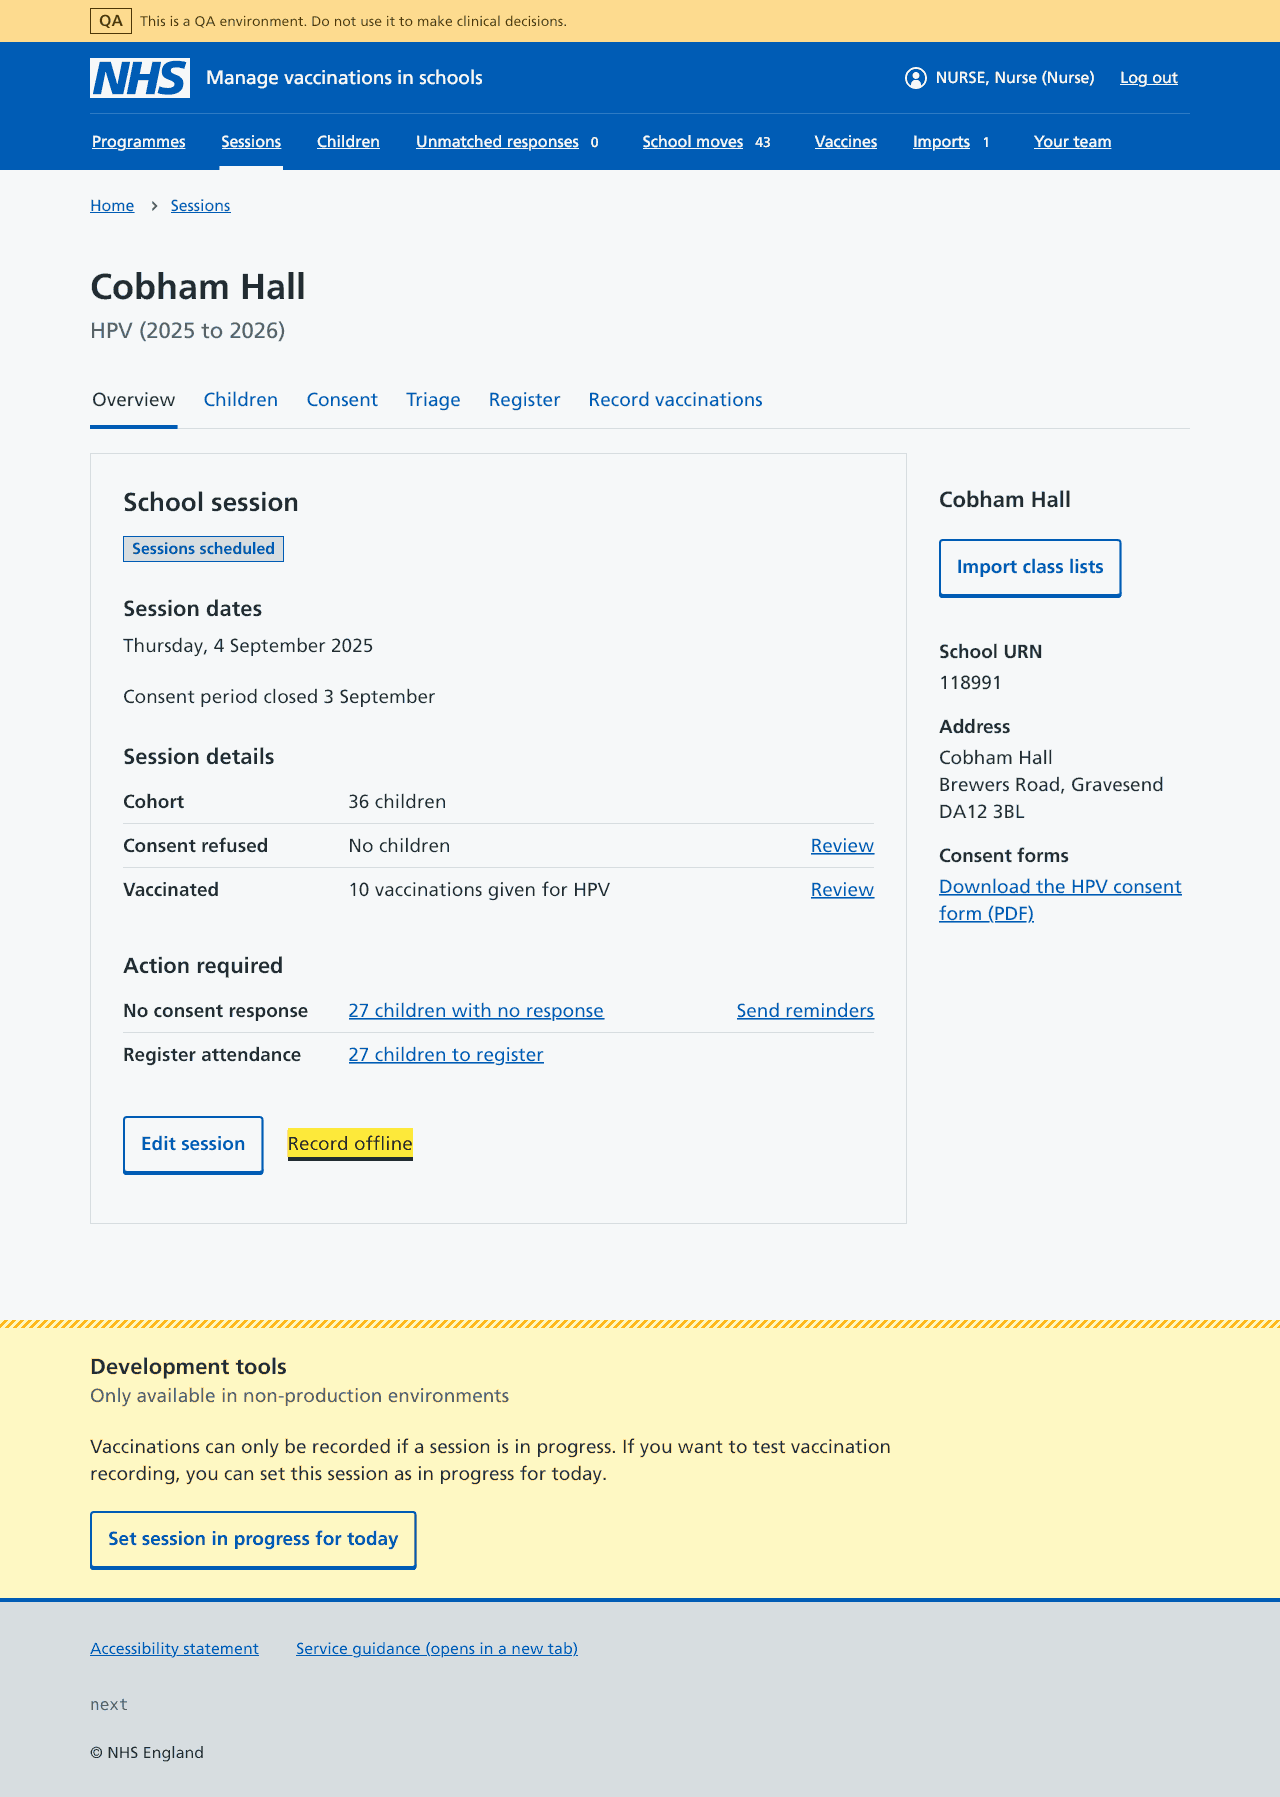 QA This is a QA environment. Do not use it to make clinical decisions.
NHS Manage vaccinations in schools NURSE, Nurse (Nurse) Log out
Programmes Sessions Children Unmatched responses 0 School moves 43 Vaccines Imports 1 Your team
Home Sessions
Cobham Hall
HPV (2025 to 2026)
Overview Children Consent Triage Register Record vaccinations
School session
Sessions scheduled
Session dates
Thursday, 4 September 2025
Consent period closed 3 September
Session details
Cohort 36 children
Consent refused No children Review
Vaccinated 10 vaccinations given for HPV Review
Action required
No consent response 27 children with no response Send reminders
Register attendance 27 children to register
Edit session Record offline
Cobham Hall
Import class lists
School URN
118991
Address
Cobham Hall
Brewers Road, Gravesend
DA12 3BL
Consent forms
Download the HPV consent
form (PDF)
Development tools
Only available in non-production environments
Vaccinations can only be recorded if a session is in progress. If you want to test vaccination
recording, you can set this session as in progress for today.
Set session in progress for today
Accessibility statement Service guidance (opens in a new tab)
next
© NHS England